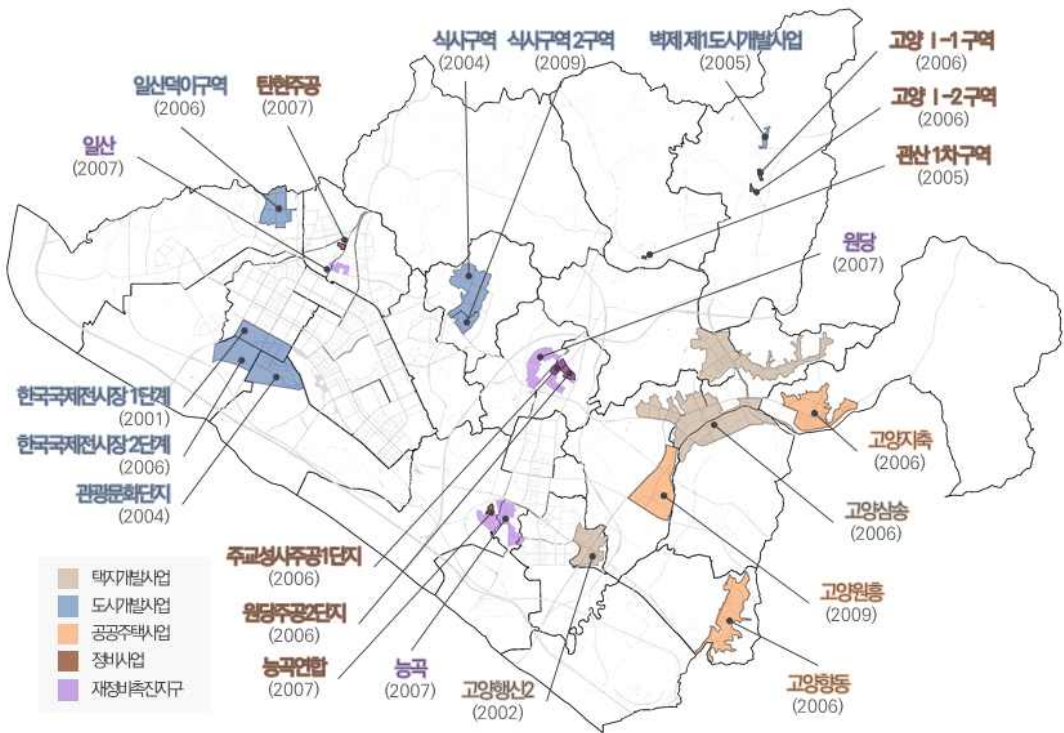 식사구역
(2004)
식사구역 2구역
(2009)
벽제 제1도시개발사업
(2005)
고양 Ⅰ-1 구역
(2006)
일산덕이구역
(2006)
탄현주공
(2007)
고양 Ⅰ-2 구역
(2006)
일산
(2007)
관산 1차구역
(2005)
원당
(2007)
한국국제전시장 1단계
(2001)
한국국제전시장 2단계
(2006)
관광문화단지
(2004)
고양지축
(2006)
고양삼송
(2006)
주교성사주공1단지
(2006)
원당주공2단지
(2006)
능곡연합
(2007)
능곡
(2007)
고양행신2
(2002)
고양원흥
(2009)
고양향동
(2006)
택지개발사업
도시개발사업
공공주택사업
정비사업
재정비촉진지구